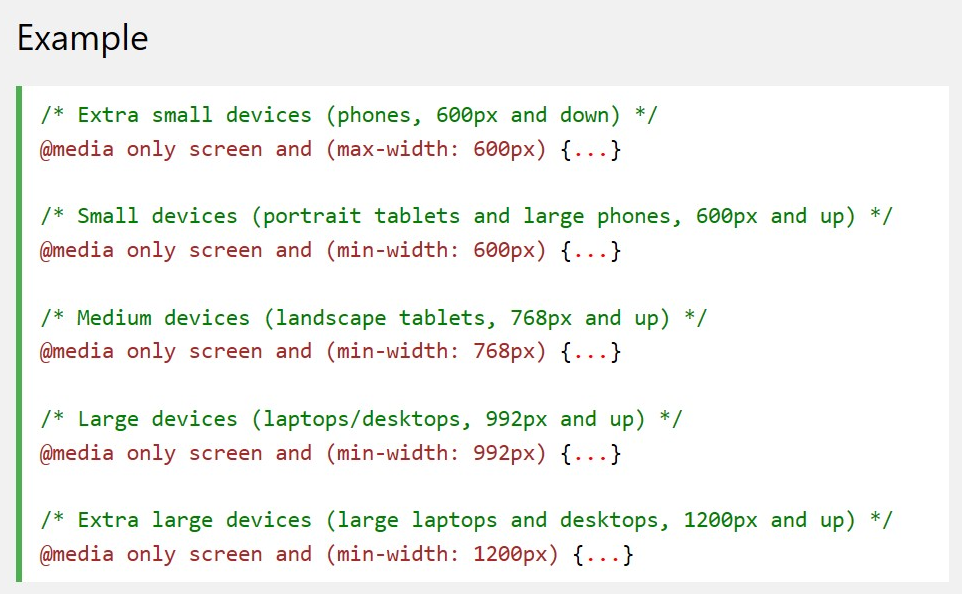 Example
/* Extra small devices (phones, 600px and down) */
@media only screen and (max-width: 600px) {...}
/* Small devices (portrait tablets and large phones, 600px and up) */
@media only screen and (min-width: 600px) {...}
/* Medium devices (landscape tablets, 768px and up) */
@media only screen and (min-width: 768px) {...}
/* Large devices (laptops/desktops, 992px and up) */
@media only screen and (min-width: 992px) {...}
/* Extra large devices (large laptops and desktops, 1200px and up) */
@media only screen and (min-width: 1200px) {...}